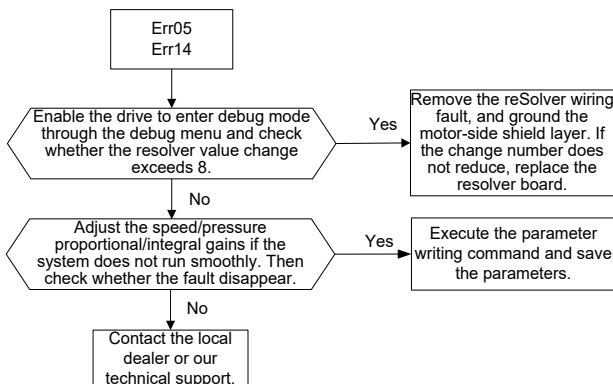 Err05
Err14
Enable the drive to enter debug mode
through the debug menu and check
whether the resolver value change
exceeds 8.
Yes
Remove the reSolver wiring
fault, and ground the
motor-side shield layer. If
the change number does
not reduce, replace the
resolver board.
No
Adjust the speed/pressure
proportional/integral gains if the
system does not run smoothly. Then
check whether the fault disappear.
Yes
Execute the parameter
writing command and save
the parameters.
No
Contact the local
dealer or our
technical support.